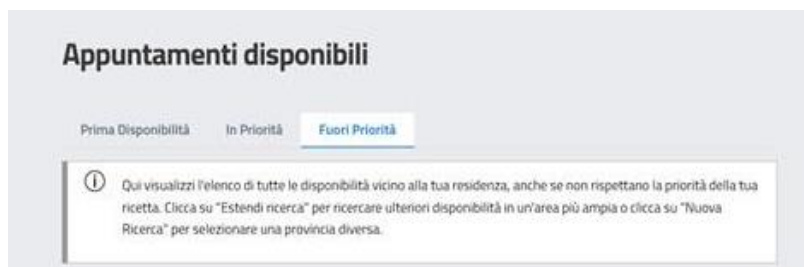 Appuntamenti disponibili
Prima Disponibilità In Priorità Fuori Priorità
Qui visualizzi l'elenco di tutte le disponibilità vicino alla tua residenza, anche se non rispettano la priorità della tua
ricetta. Clicca su "Estendi ricerca" per ricercare ulteriori disponibilità in un'area più ampia o clicca su "Nuova
Ricerca" per selezionare una provincia diversa.